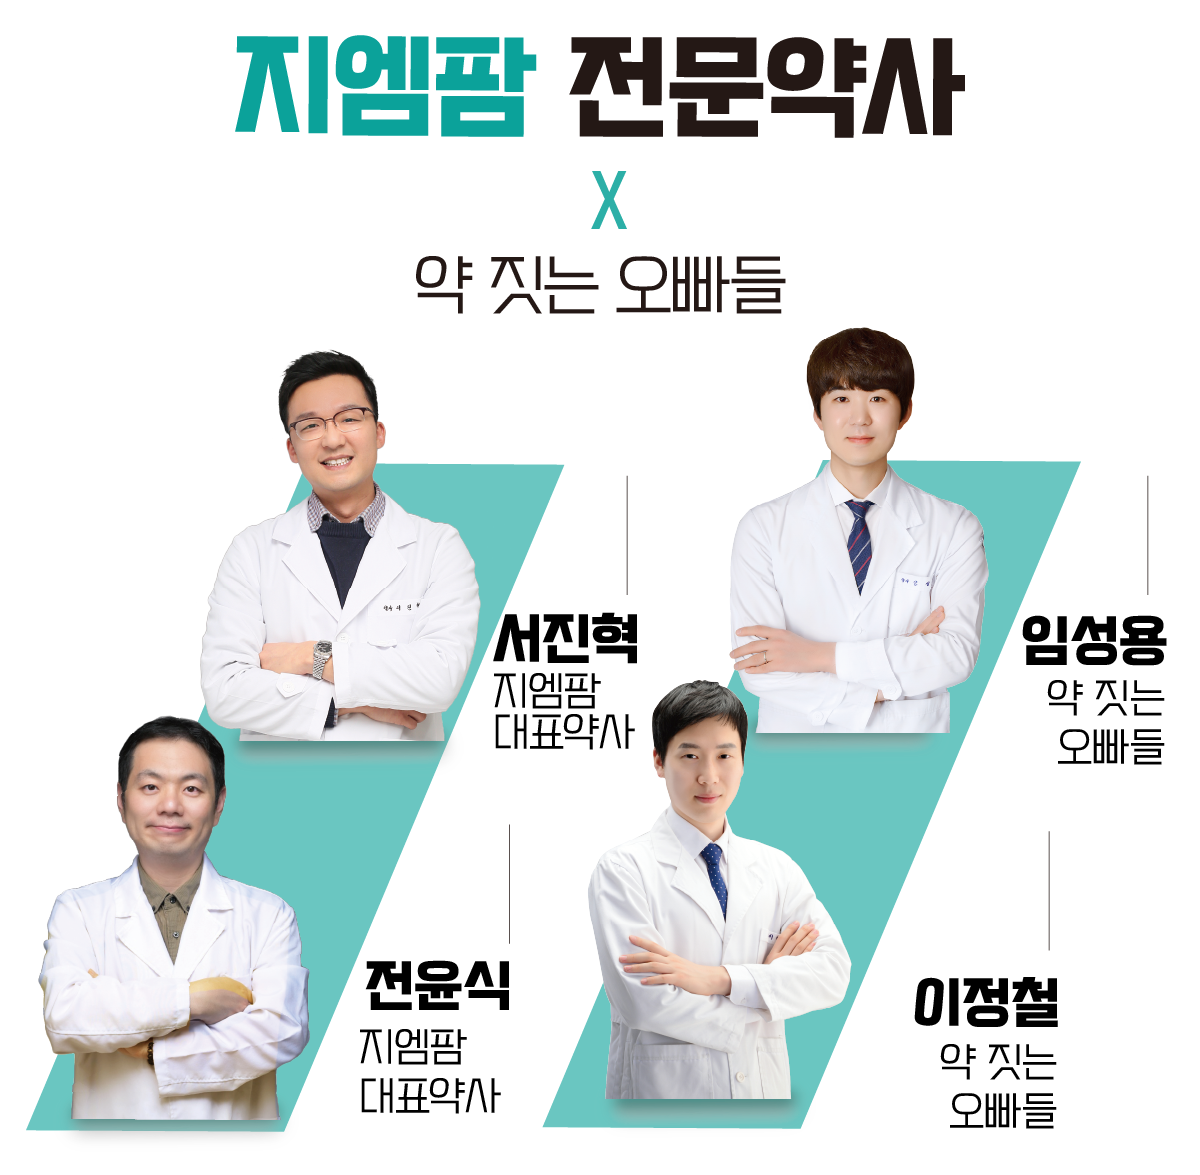 지엠팜 전문약사
X
약 짓는 오빠들
서진혁
지엠팜
대표약사
임성용
약 짓는
오빠들
전윤식
지엠팜
대표약사
이정철
약 짓는
오빠들